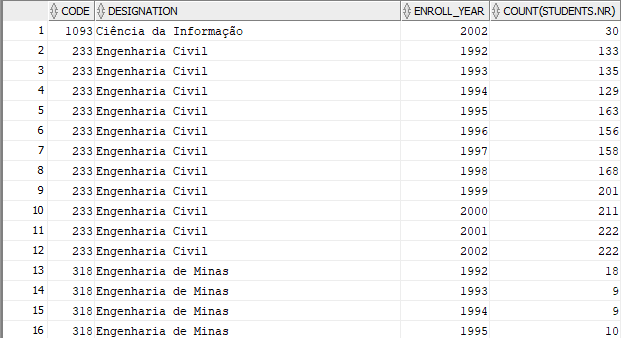 CODE DESIGNATION ENROLL_YEAR COUNT(STUDENTS.NR)
1 1093 Ciência da Informação 2002 30
2 233 Engenharia Civil 1992 133
3 233 Engenharia Civil 1993 135
4 233 Engenharia Civil 1994 129
5 233 Engenharia Civil 1995 163
6 233 Engenharia Civil 1996 156
7 233 Engenharia Civil 1997 158
8 233 Engenharia Civil 1998 168
9 233 Engenharia Civil 1999 201
10 233 Engenharia Civil 2000 211
11 233 Engenharia Civil 2001 222
12 233 Engenharia Civil 2002 222
13 318 Engenharia de Minas 1992 18
14 318 Engenharia de Minas 1993 9
15 318 Engenharia de Minas 1994 9
16 318 Engenharia de Minas 1995 10